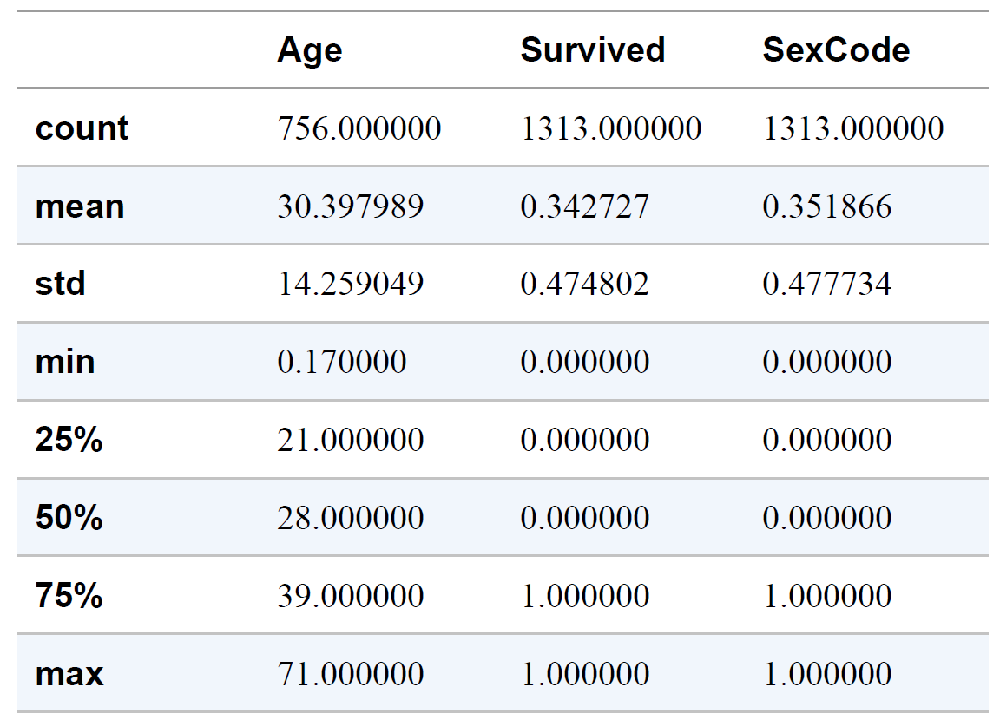 Age Survived SexCode
count 756.000000 1313.000000 1313.000000
mean 30.397989 0.342727 0.351866
std 14.259049 0.474802 0.477734
min 0.170000 0.000000 0.000000
25% 21.000000 0.000000 0.000000
50% 28.000000 0.000000 0.000000
75% 39.000000 1.000000 1.000000
max 71.000000 1.000000 1.000000